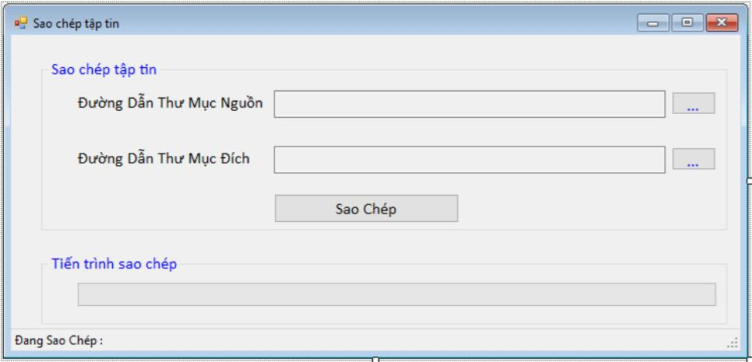 Sao chép tập tin
Sao chép tập tin
Đường Dẫn Thư Mục Nguồn
...
Đường Dẫn Thư Mục Đích
...
Sao Chép
Tiến trình sao chép
Đang Sao Chép :